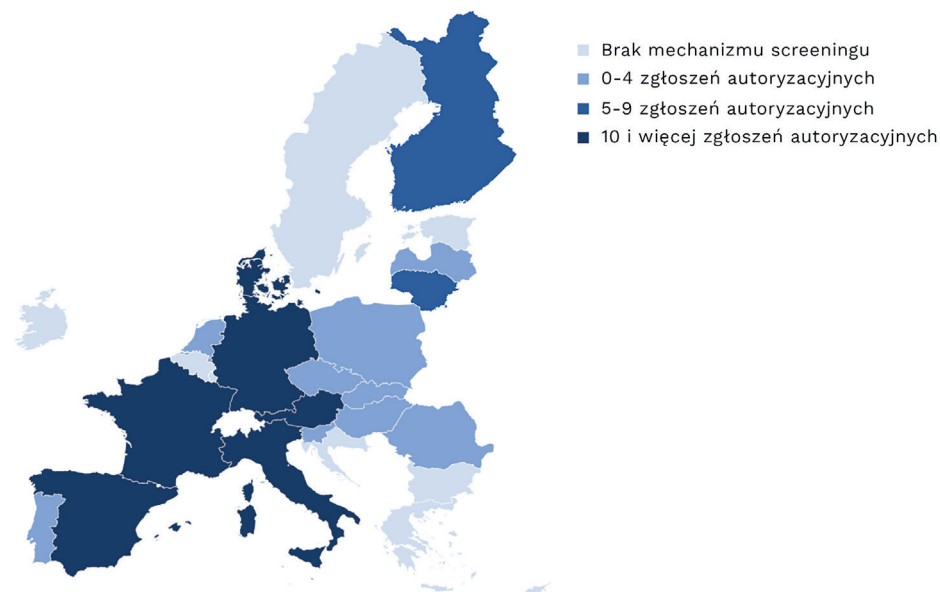 Brak mechanizmu screeningu
0-4 zgłoszeń autoryzacyjnych
5-9 zgłoszeń autoryzacyjnych
10 i więcej zgłoszeń autoryzacyjnych